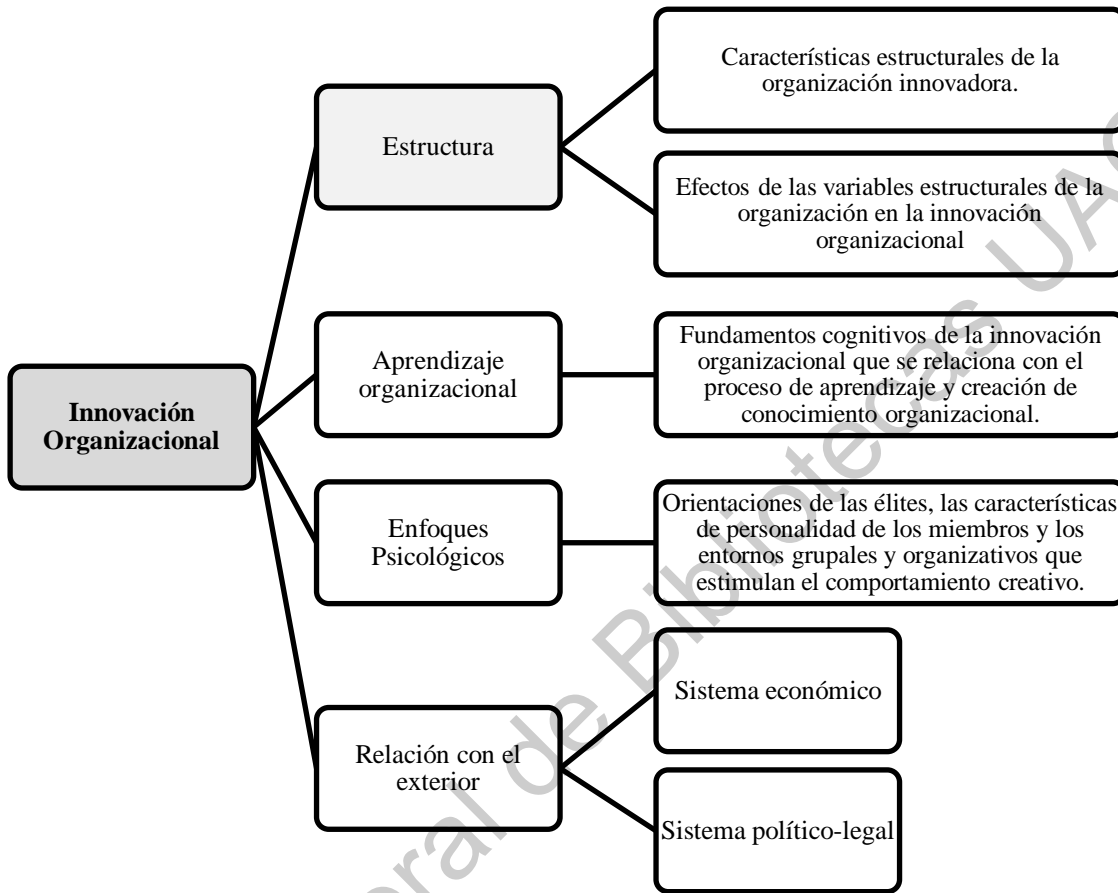 Características estructurales de la
organización innovadora.
Estructura
Efectos de las variables estructurales de la
organización en la innovación
organizacional
Aprendizaje
organizacional
Fundamentos cognitivos de la innovación
organizacional que se relaciona con el
proceso de aprendizaje y creación de
conocimiento organizacional.
Innovación
Organizacional
Enfoques
Psicológicos
Orientaciones de las élites, las características
de personalidad de los miembros y los
entornos grupales y organizativos que
estimulan el comportamiento creativo.
Relación con el
exterior
Sistema económico
Sistema político-legal
de Bibliotecas